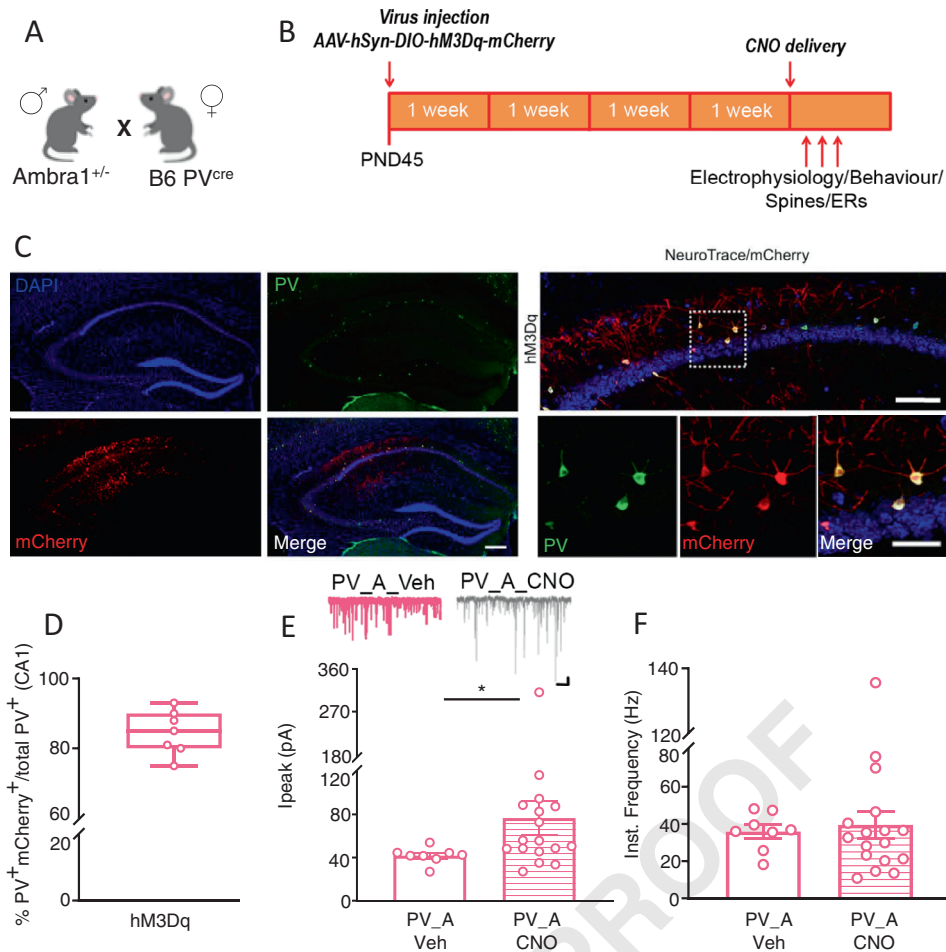 A
♂
♀
X
Ambra1+/-
B6 PVcre
B
Virus injection
AAV-hSyn-DIO-hM3Dq-mCherry
CNO delivery
1 week
1 week
1 week
1 week
PND45
Electrophysiology/Behaviour/
Spines/ERs
C
DAPI
PV
mCherry
Merge
NeuroTrace/mCherry
hM3Dq
PV
mCherry
Merge
D
% PV+mCherry+/total PV+ (CA1)
100
80
60
20
0
hM3Dq
PV_A_Veh
PV_A_CNO
E
Ipeak (pA)
360
270
180
120
80
40
0
*
PV_A
Veh
PV_A
CNO
F
Inst. Frequency (Hz)
140
120
80
60
40
20
0
PV_A
Veh
PV_A
CNO
PROOF